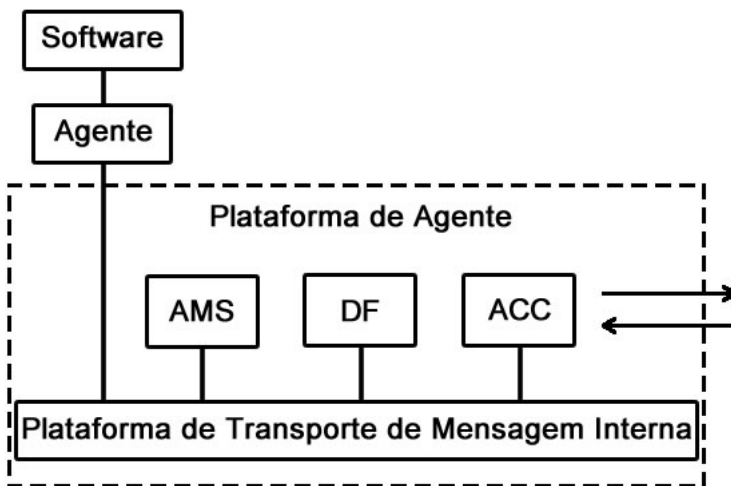 Software
Agente
Plataforma de Agente
AMS
DF
ACC
Plataforma de Transporte de Mensagem Interna